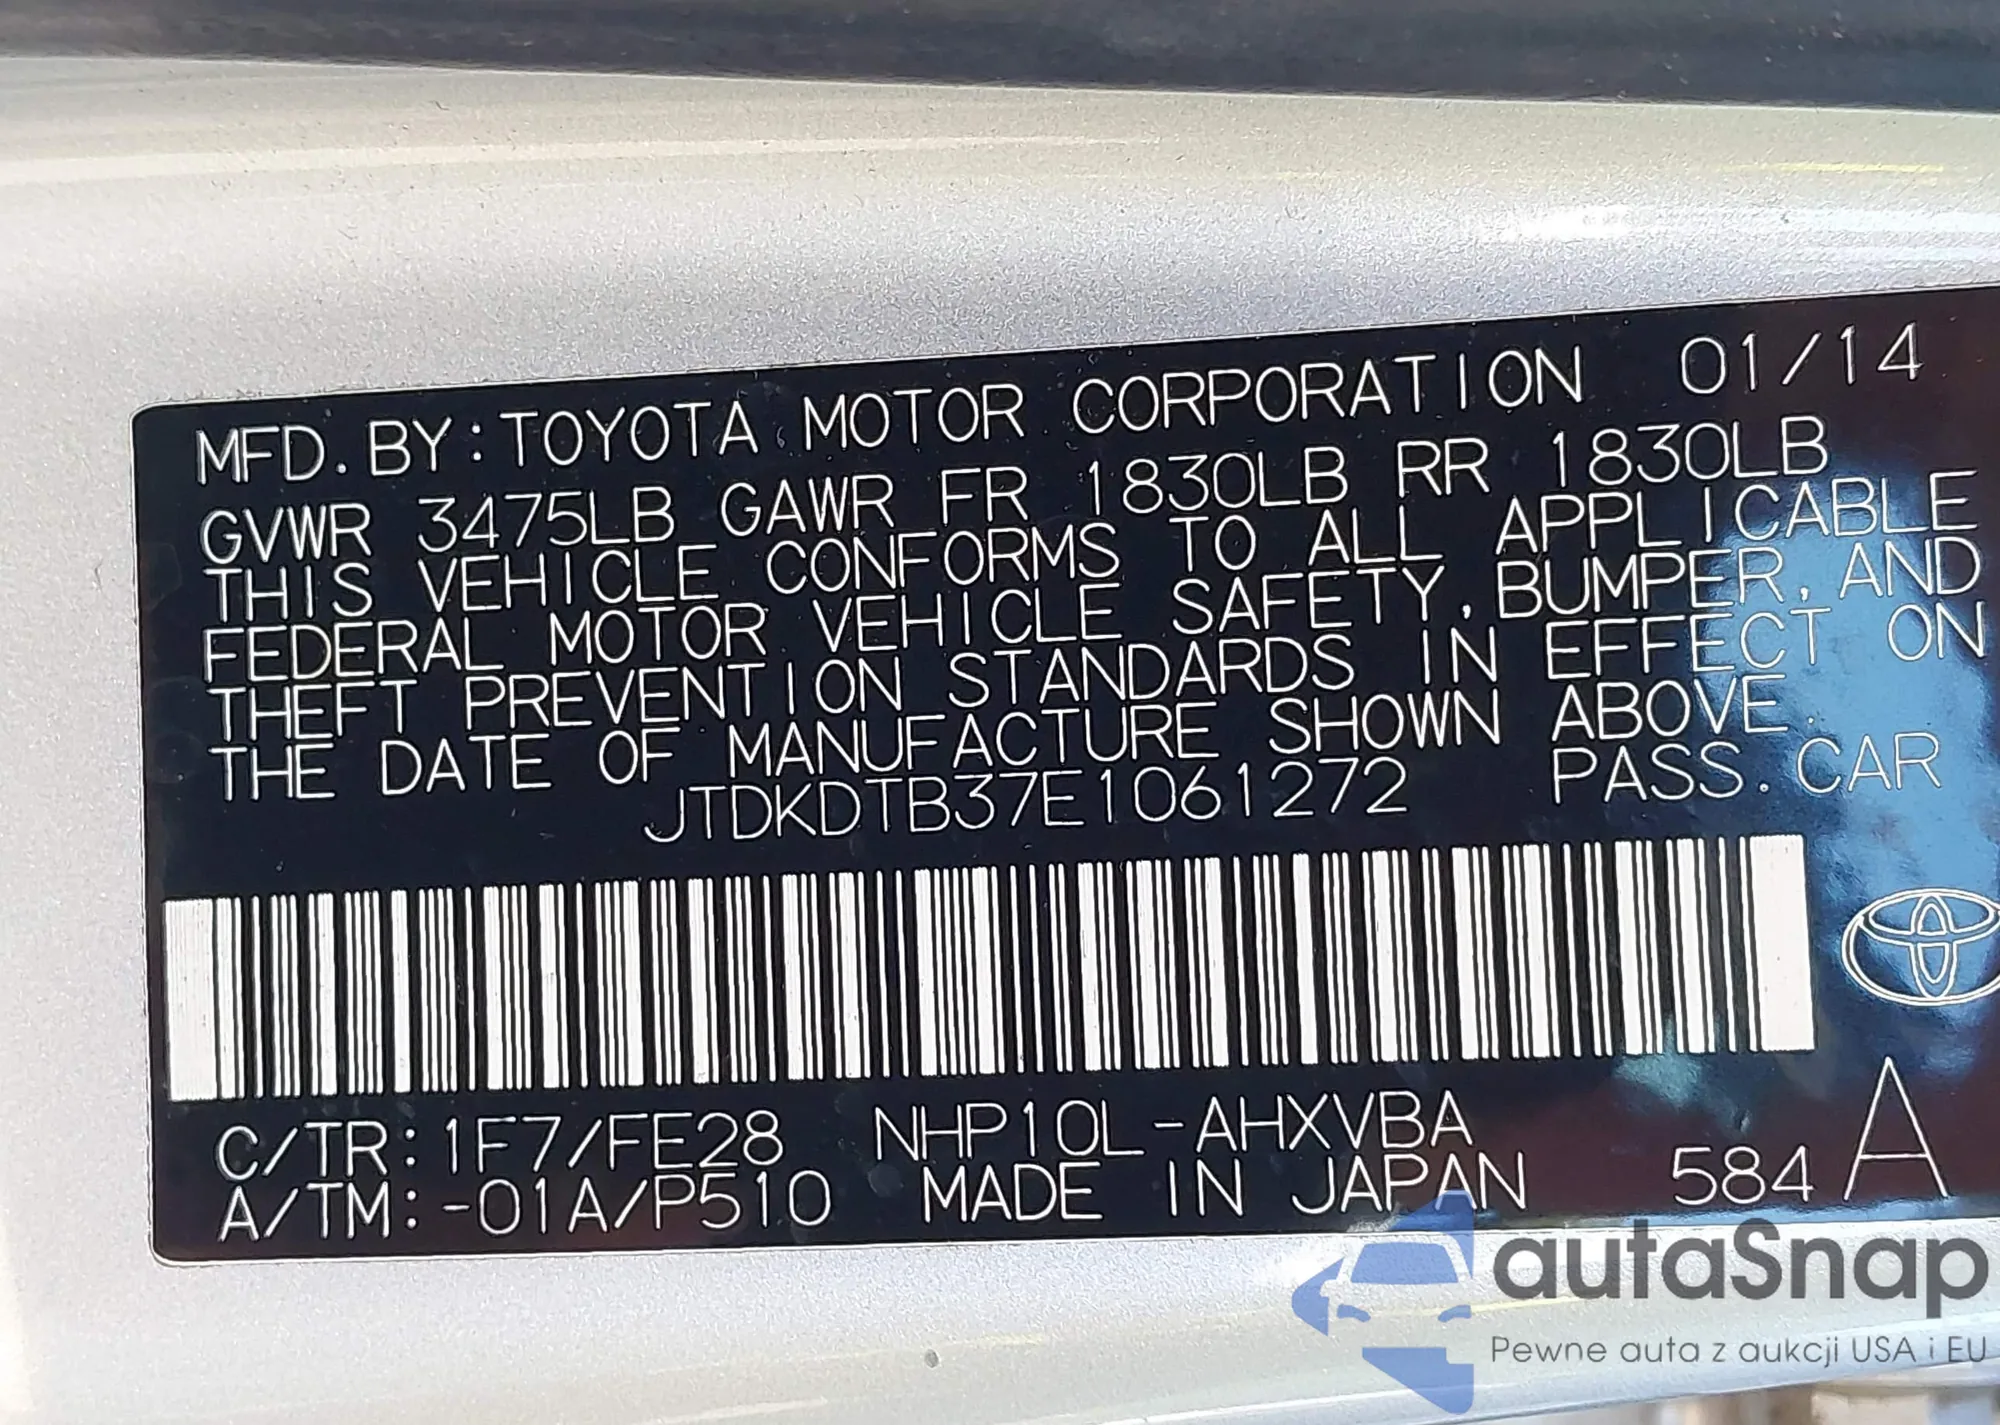 MFD. BY: TOYOTA MOTOR CORPORATION 01/14
GVWR 3475LB GAWR FR 1830LB RR 1830LB
THIS VEHICLE CONFORMS TO ALL APPLICABLE
FEDERAL MOTOR VEHICLE SAFETY, BUMPER, AND
THEFT PREVENTION STANDARDS IN EFFECT ON
THE DATE OF MANUFACTURE SHOWN ABOVE.
JTDKDTB37E1061272 PASS. CAR
C/TR: 1F7/FE28 NHP10L-AHXVBA
A/TM: -01A/P510 MADE IN JAPAN 584 A
autaSnap
Pewne auta z aukcji USA i EU